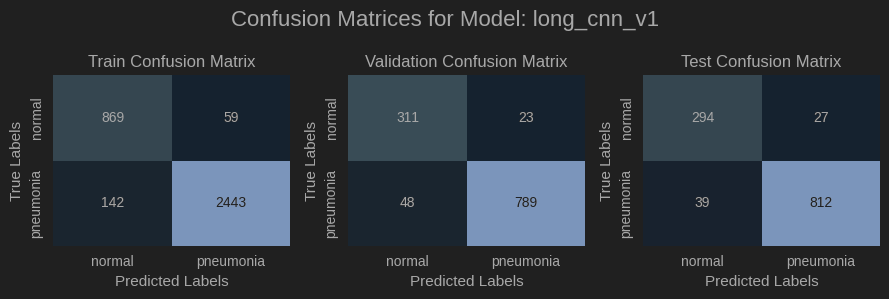 Confusion Matrices for Model: long_cnn_v1
Train Confusion Matrix
True Labels
normal
pneumonia
869 59
142 2443
normal pneumonia
Predicted Labels
Validation Confusion Matrix
True Labels
normal
pneumonia
311 23
48 789
normal pneumonia
Predicted Labels
Test Confusion Matrix
True Labels
normal
pneumonia
294 27
39 812
normal pneumonia
Predicted Labels